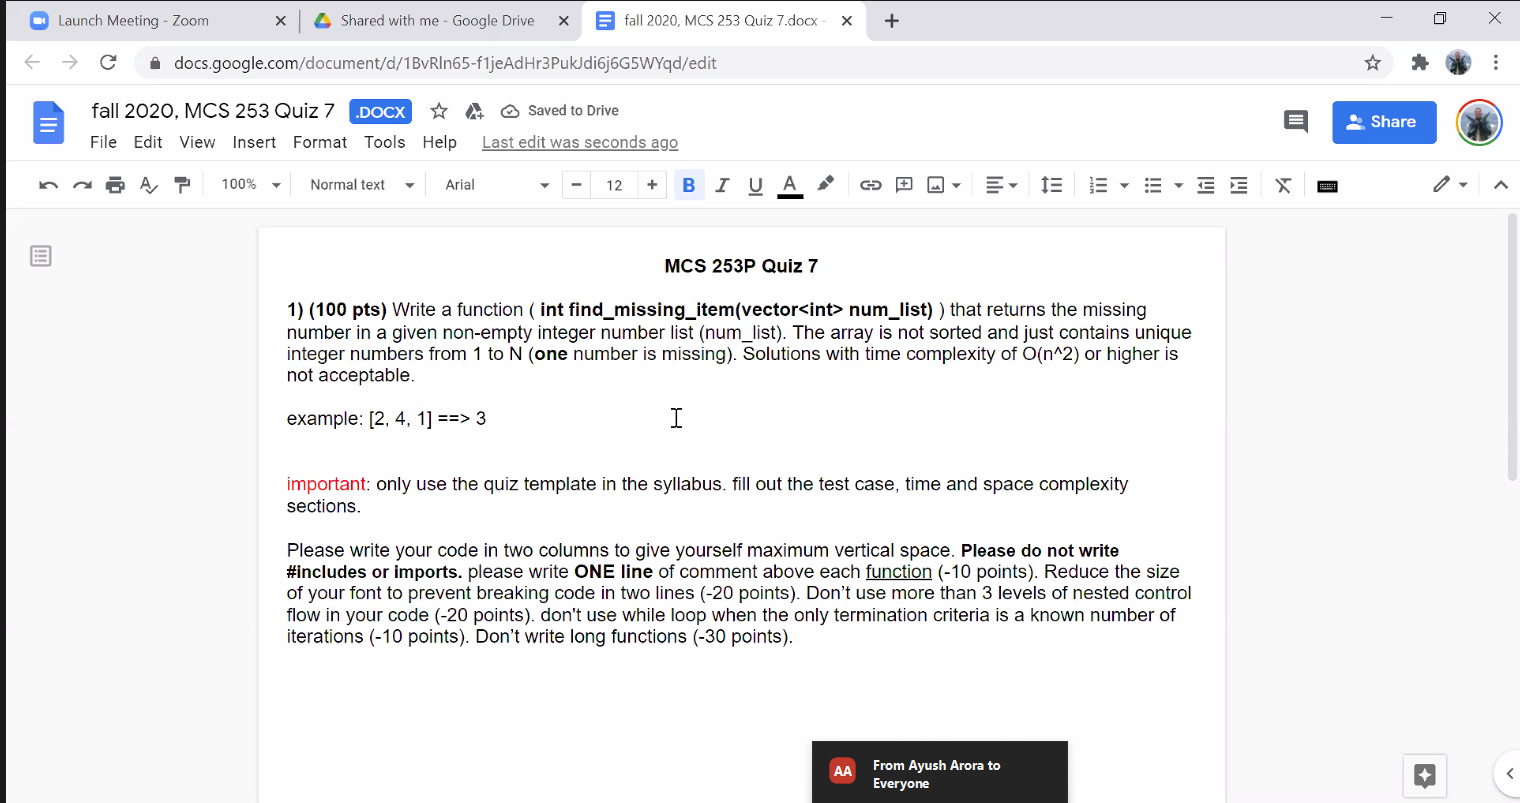 Launch Meeting - Zoom
Shared with me - Google Drive
fall 2020, MCS 253 Quiz 7.docx -
docs.google.com/document/d/1BvRln65-f1jeAdHr3PukJdi6j6G5WYqd/edit
fall 2020, MCS 253 Quiz 7 .DOCX Saved to Drive
Share
File Edit View Insert Format Tools Help Last edit was seconds ago
100% Normal text Arial 12 B I U A
MCS 253P Quiz 7
1) (100 pts) Write a function ( int find_missing_item(vector<int> num_list) ) that returns the missing
number in a given non-empty integer number list (num_list). The array is not sorted and just contains unique
integer numbers from 1 to N (one number is missing). Solutions with time complexity of O(n^2) or higher is
not acceptable.
example: [2, 4, 1] ==> 3
important: only use the quiz template in the syllabus. fill out the test case, time and space complexity
sections.
Please write your code in two columns to give yourself maximum vertical space. Please do not write
#includes or imports. please write ONE line of comment above each function (-10 points). Reduce the size
of your font to prevent breaking code in two lines (-20 points). Don’t use more than 3 levels of nested control
flow in your code (-20 points). don't use while loop when the only termination criteria is a known number of
iterations (-10 points). Don’t write long functions (-30 points).
AA
From Ayush Arora to
Everyone